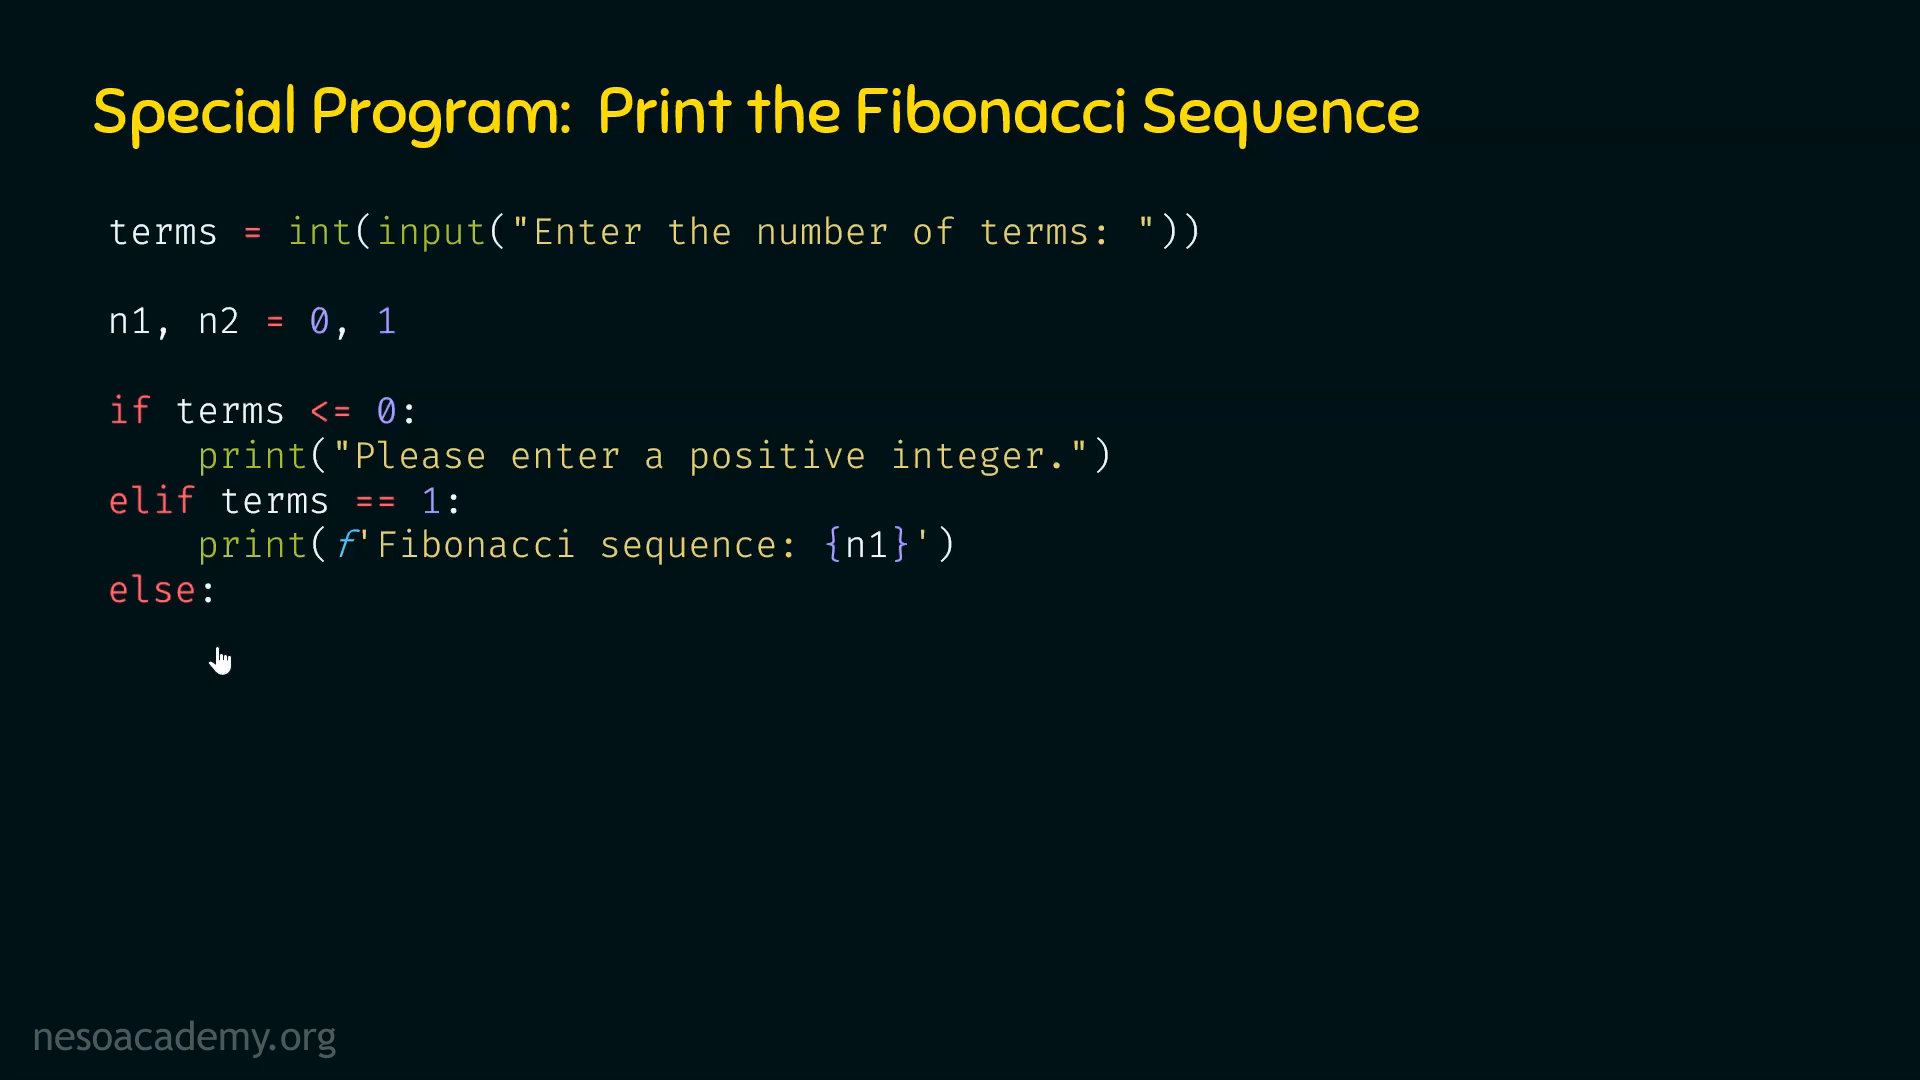 Special Program: Print the Fibonacci Sequence
terms = int(input("Enter the number of terms: "))
n1, n2 = 0, 1
if terms <= 0:
    print("Please enter a positive integer.")
elif terms == 1:
    print(f'Fibonacci sequence: {n1}')
else:
nesoacademy.org